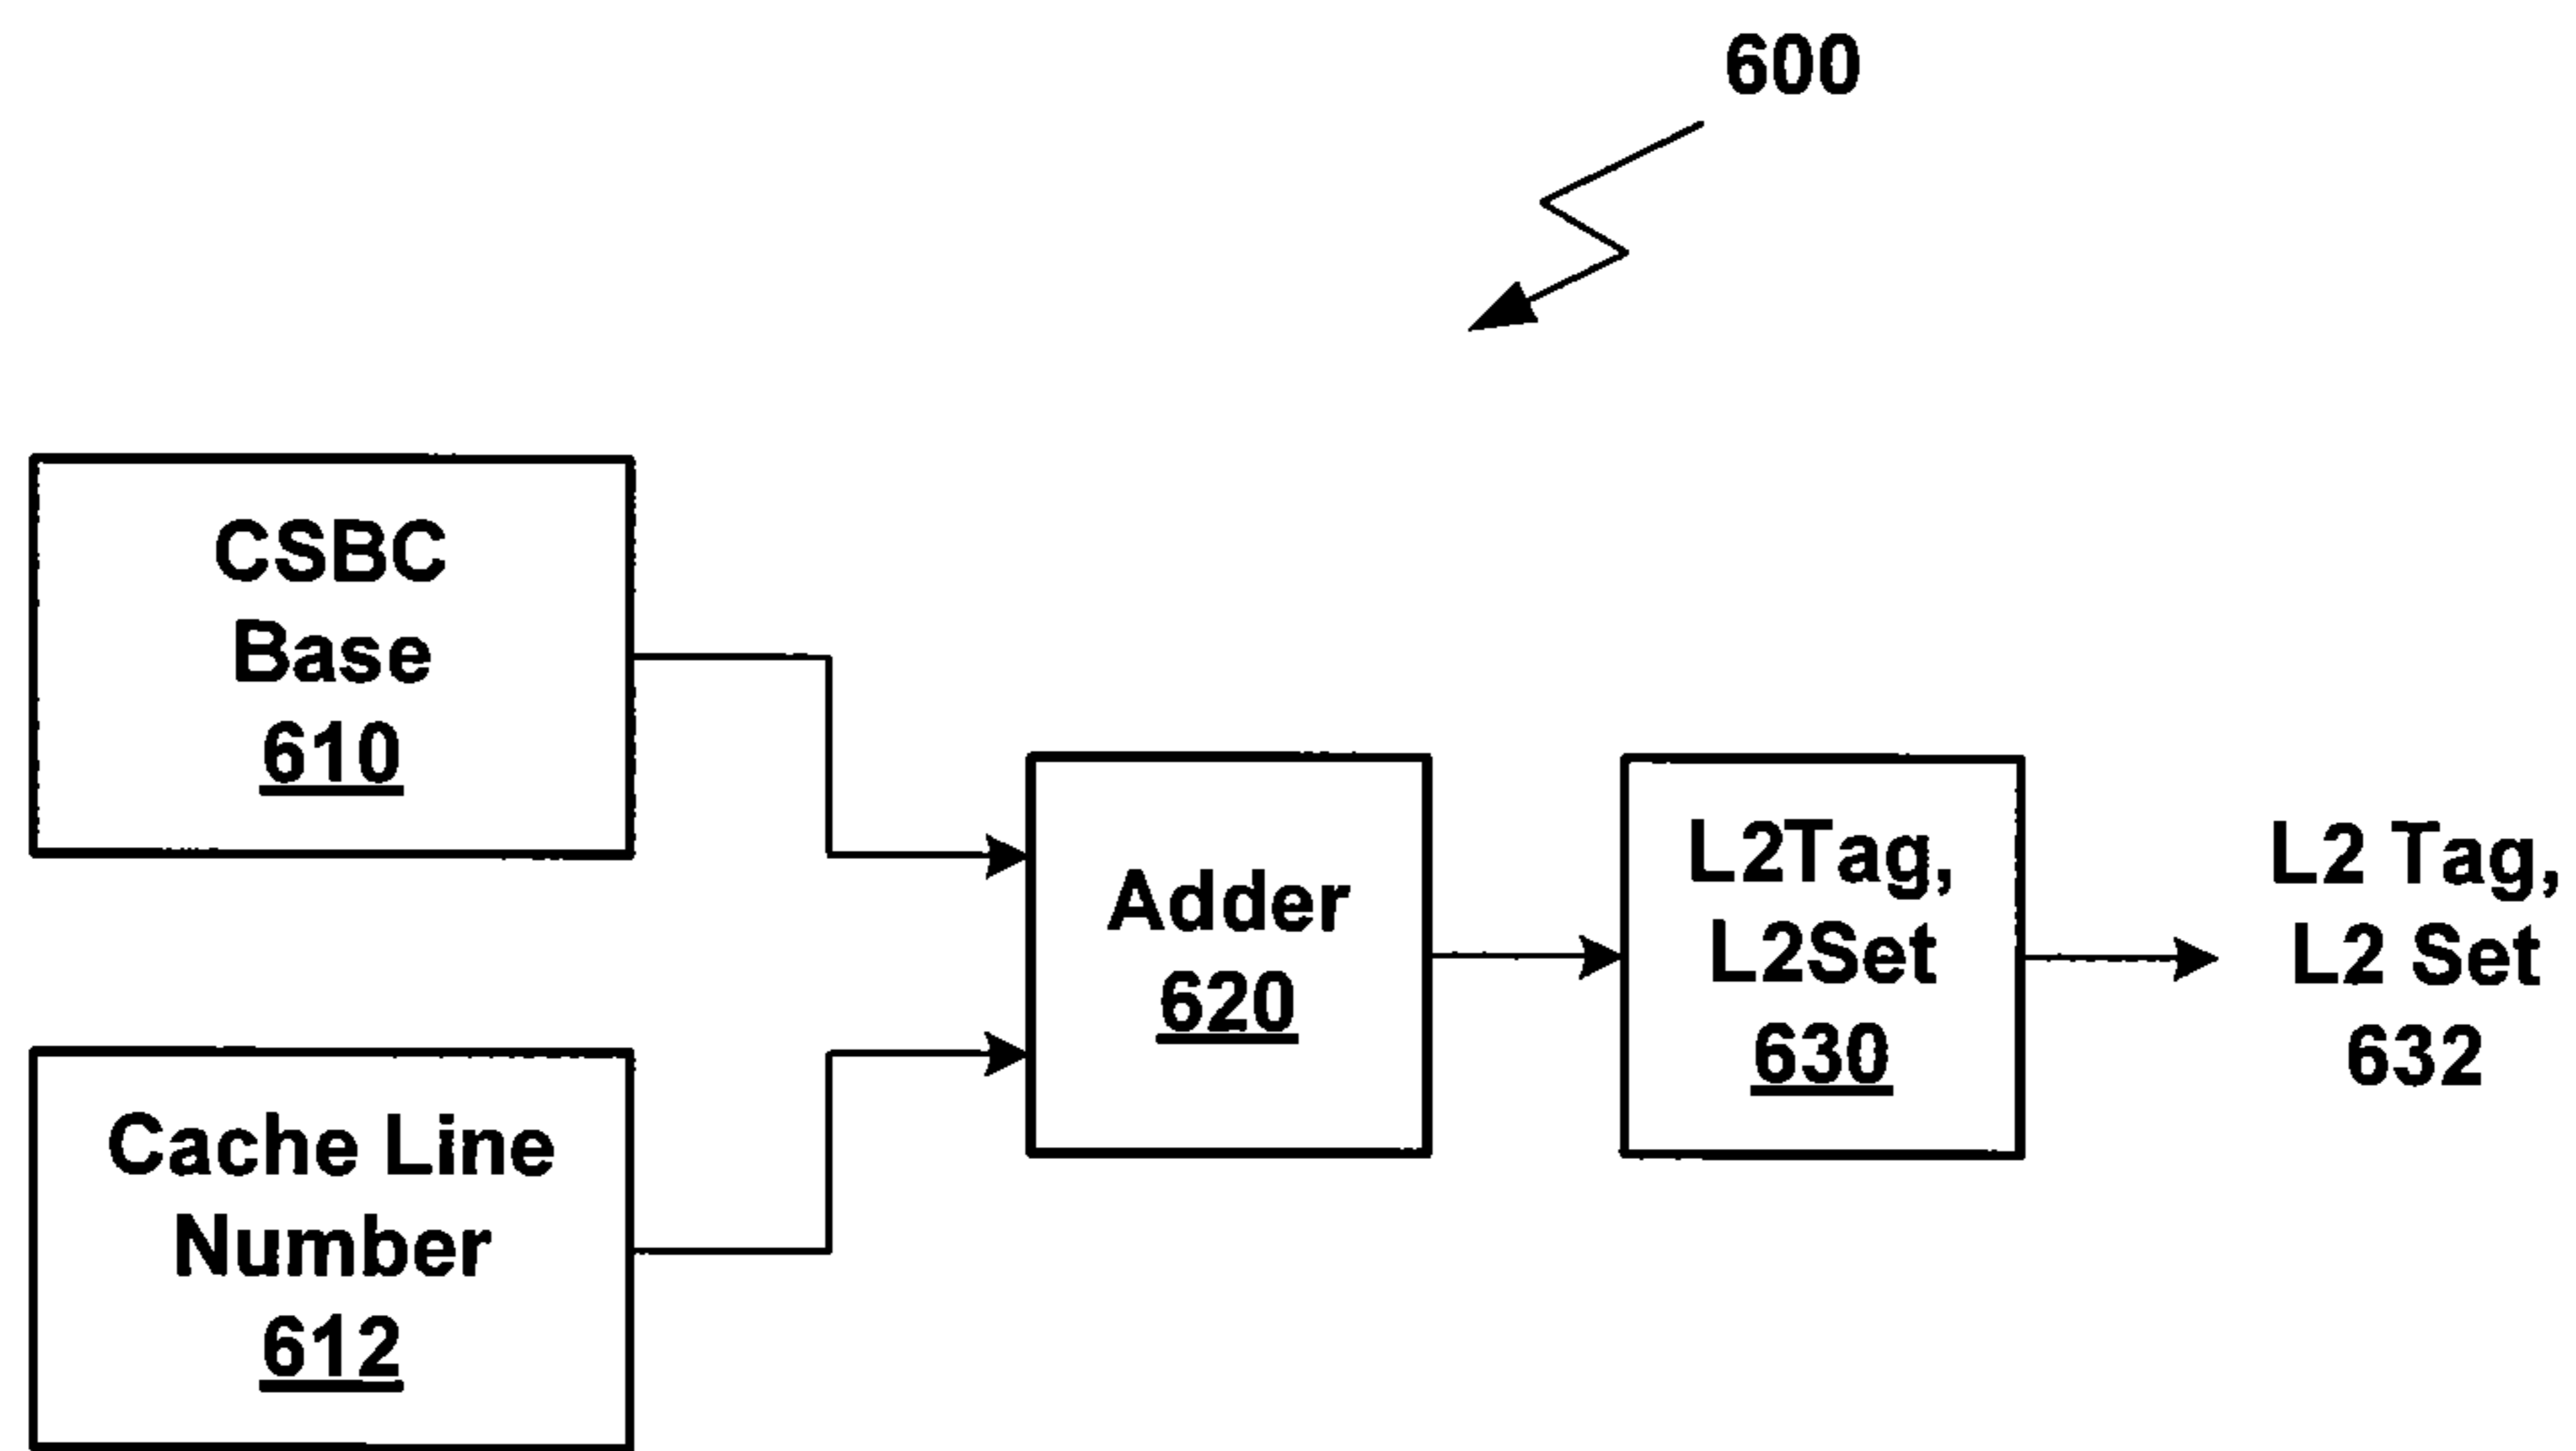 600
CSBC
Base
610
Cache Line
Number
612
Adder
620
L2Tag,
L2Set
630
L2 Tag,
L2 Set
632